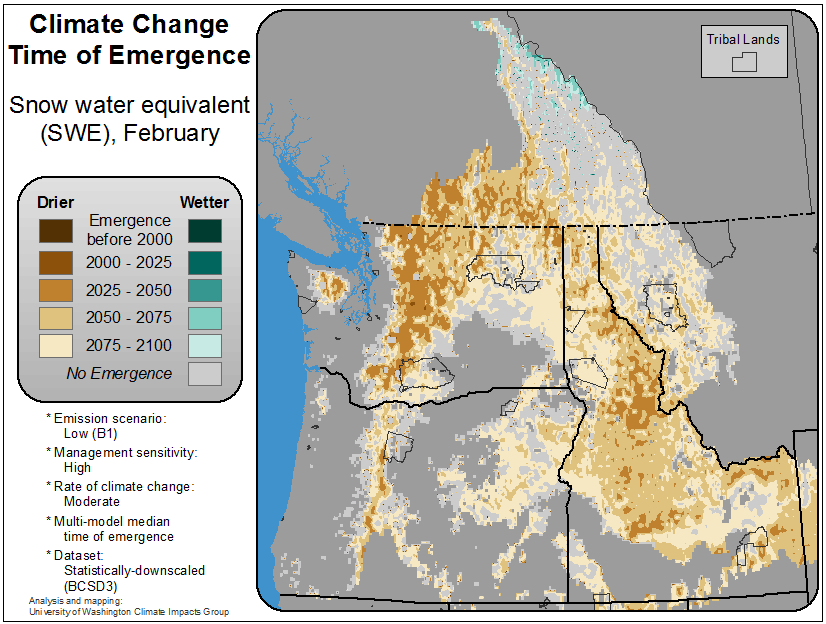 Climate Change
Time of Emergence
Snow water equivalent
(SWE), February
Drier
Wetter
Emergence
before 2000
2000 - 2025
2025 - 2050
2050 - 2075
2075 - 2100
No Emergence
* Emission scenario:
Low (B1)
* Management sensitivity:
High
* Rate of climate change:
Moderate
* Multi-model median
time of emergence
* Dataset:
Statistically-downscaled
(BCSD3)
Analysis and mapping:
University of Washington Climate Impacts Group
Tribal Lands